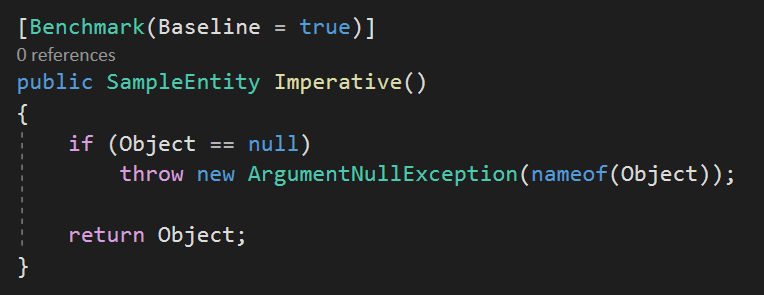 [Benchmark(Baseline = true)]
0 references
public SampleEntity Imperative()
{
if (Object == null)
throw new ArgumentNullException(nameof(Object));
return Object;
}